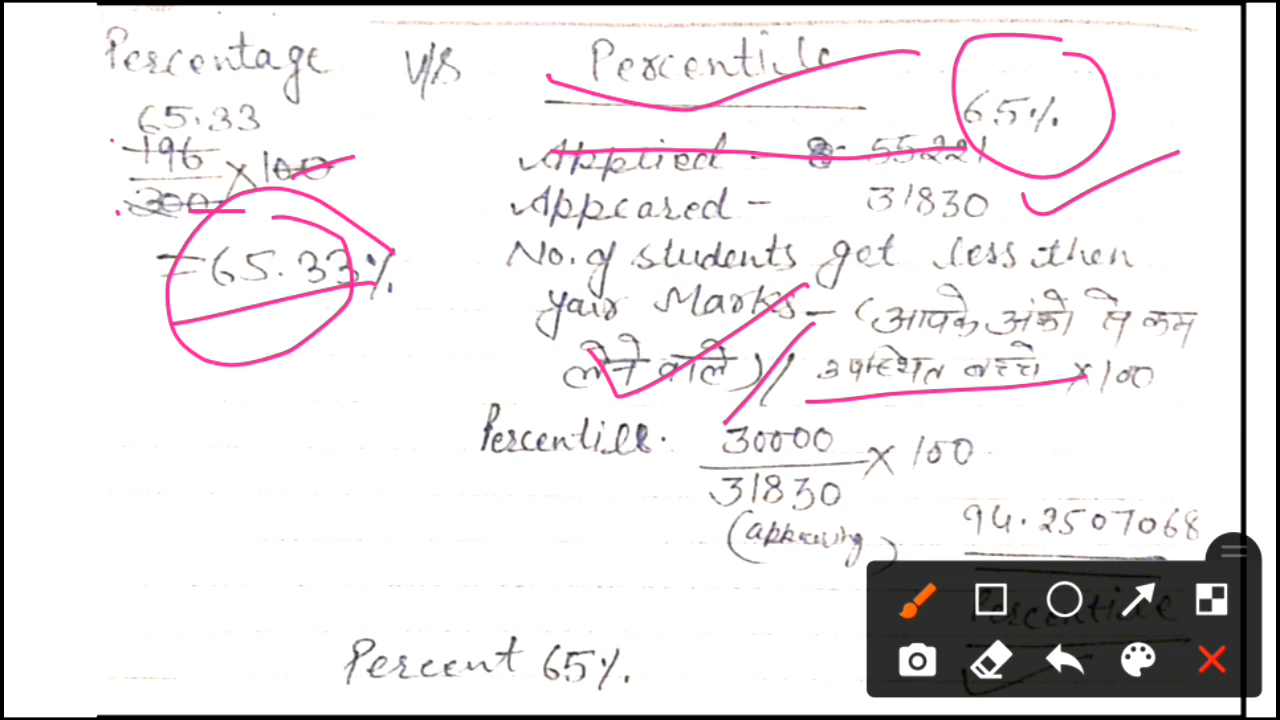 Percentage V/S Percentile
65%.
65.33
196
300 × 100
= 65.33%.
Applied - 55221
Appeared - 31830
No. of students get less then
your Marks - (आपके अंको से कम
लेने वाले) / उपस्थित बच्चे × 100
Percentile.
30000
31830 × 100
(appearing)
94.2507068
Percentile
Percent 65%.